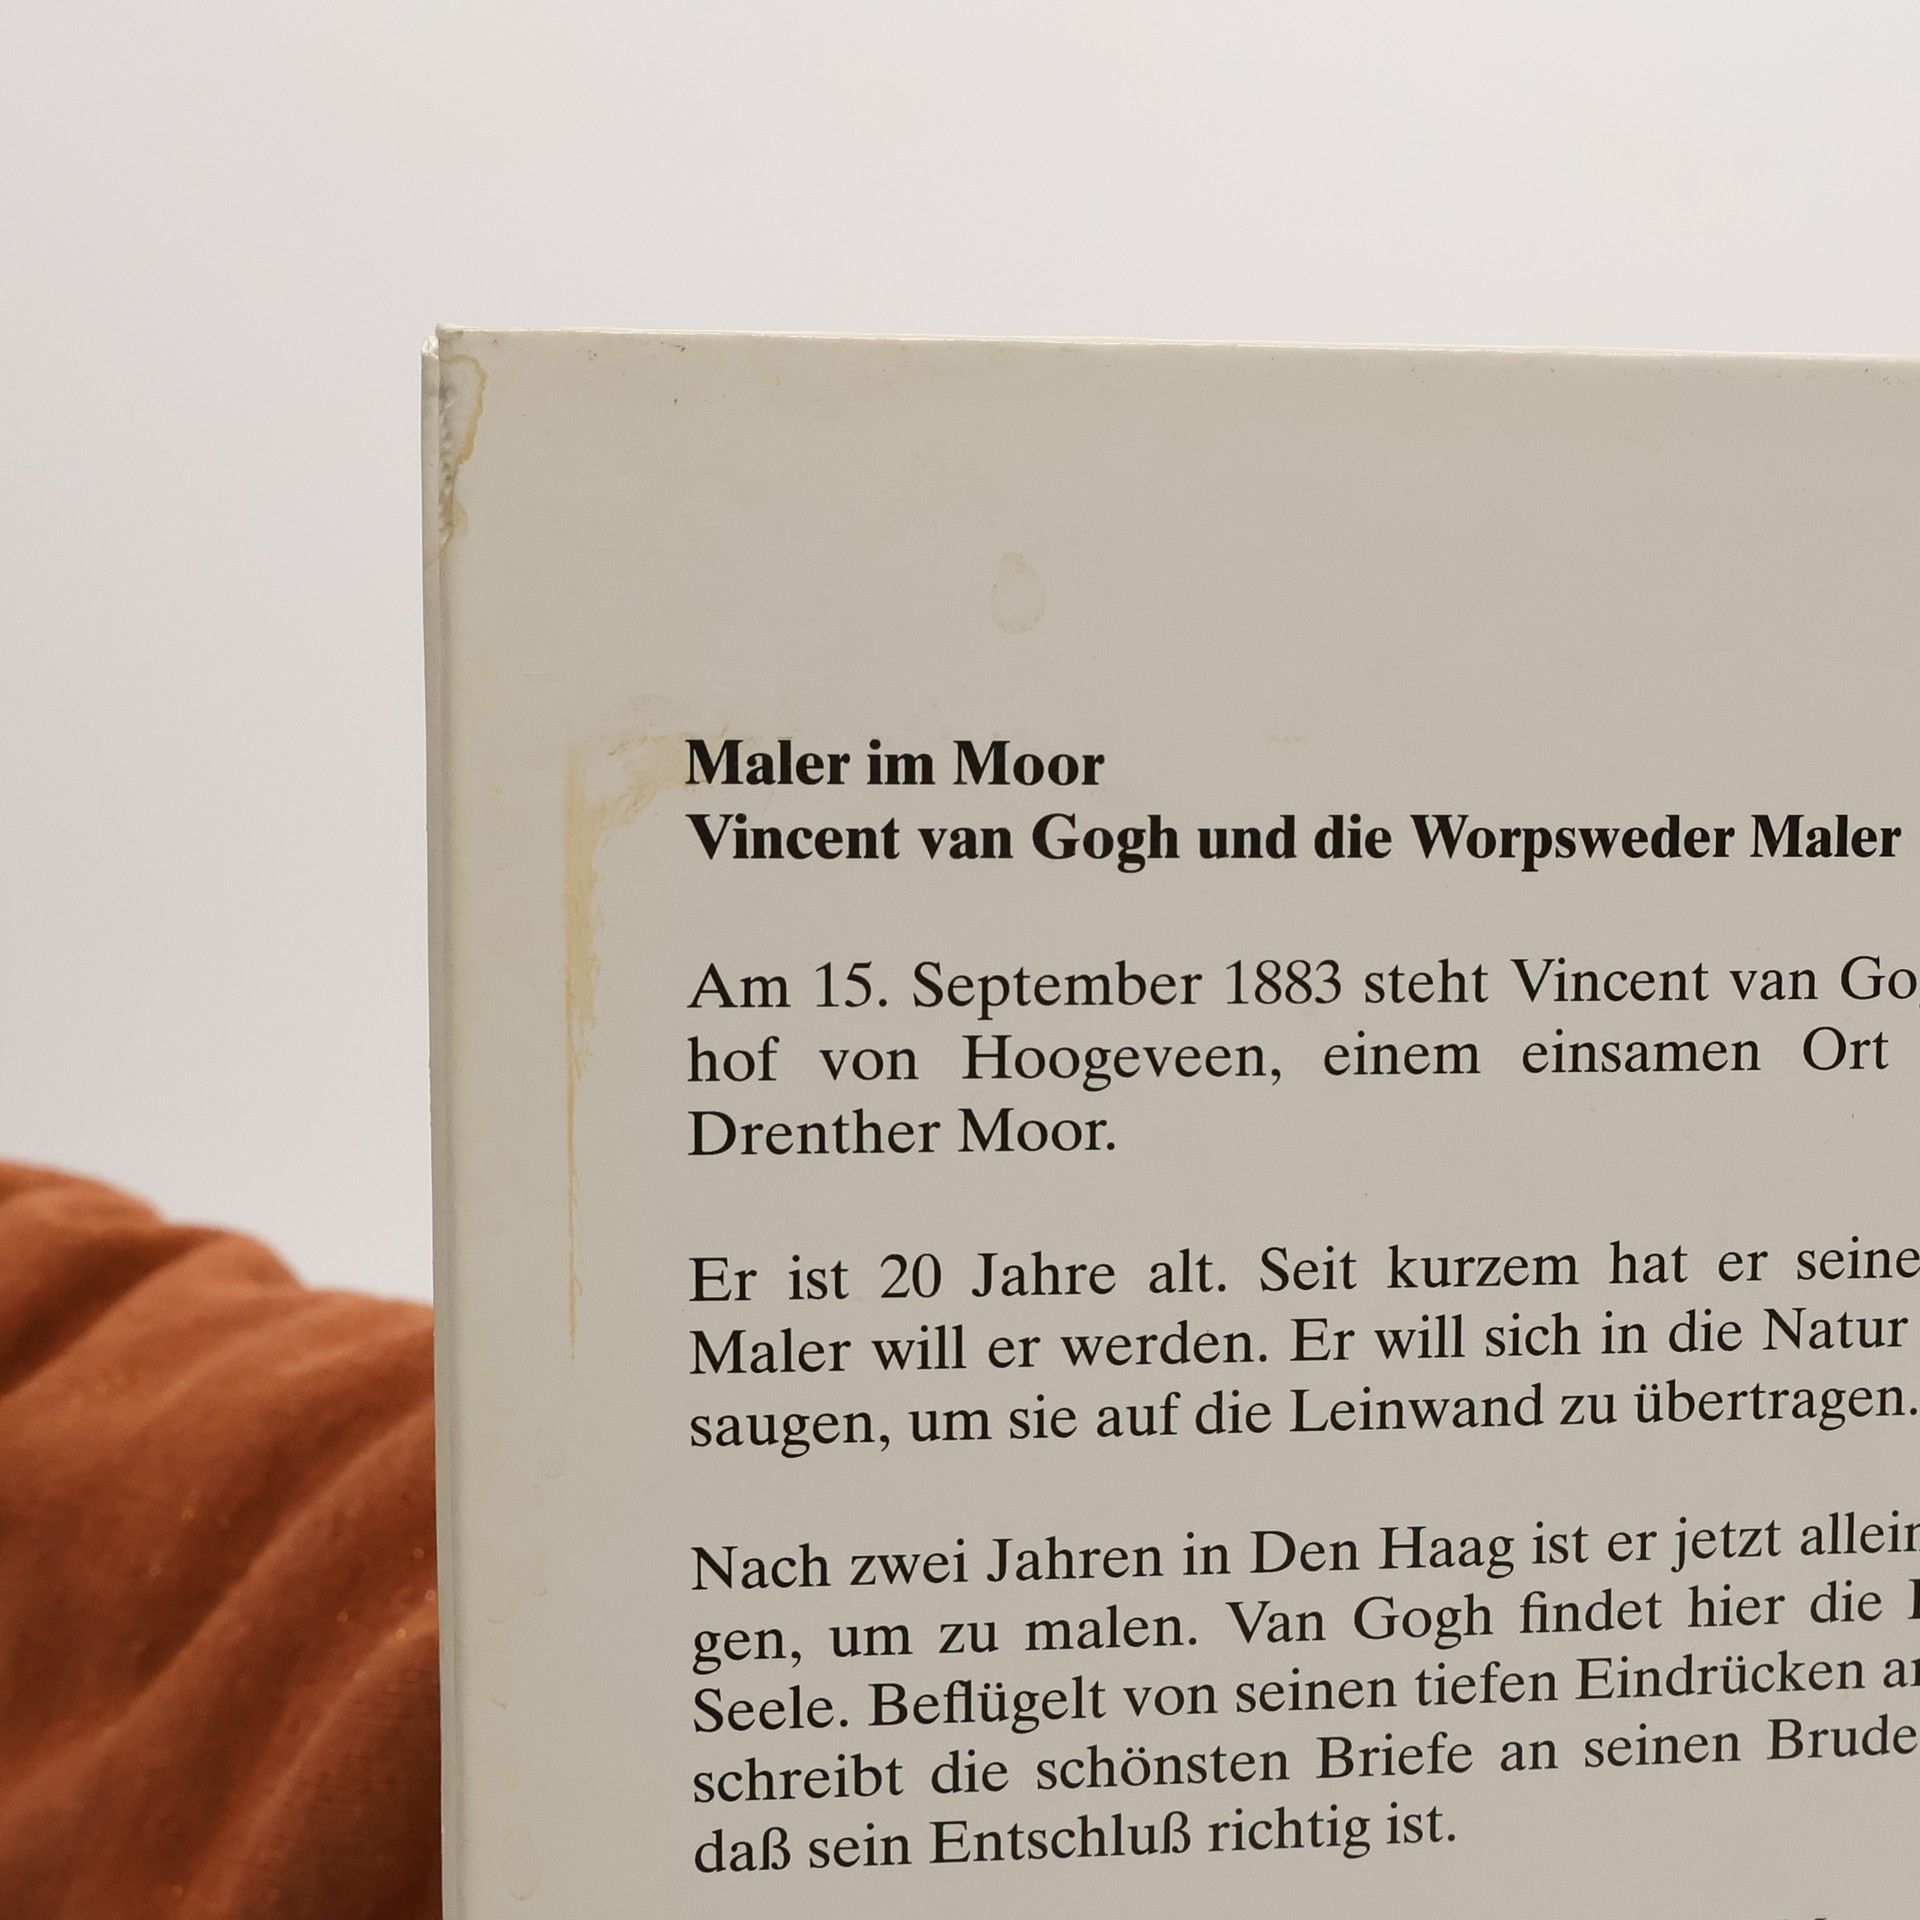 Maler im Moor
Vincent van Gogh und die Worpsweder Maler
Am 15. September 1883 steht Vincent van
hof von Hoogeveen, einem einsamen Ort
Drenther Moor.
Er ist 20 Jahre alt. Seit kurzem hat er
Maler will er werden. Er will sich in die Natur
saugen, um sie auf die Leinwand zu übertragen.
Nach zwei Jahren in Den Haag ist er jetzt
gen, um zu malen. Van Gogh findet hier die
Seele. Beflügelt von seinen tiefen Eindrücken
schreibt die schönsten Briefe an seinen
daß sein Entschluß richtig ist.